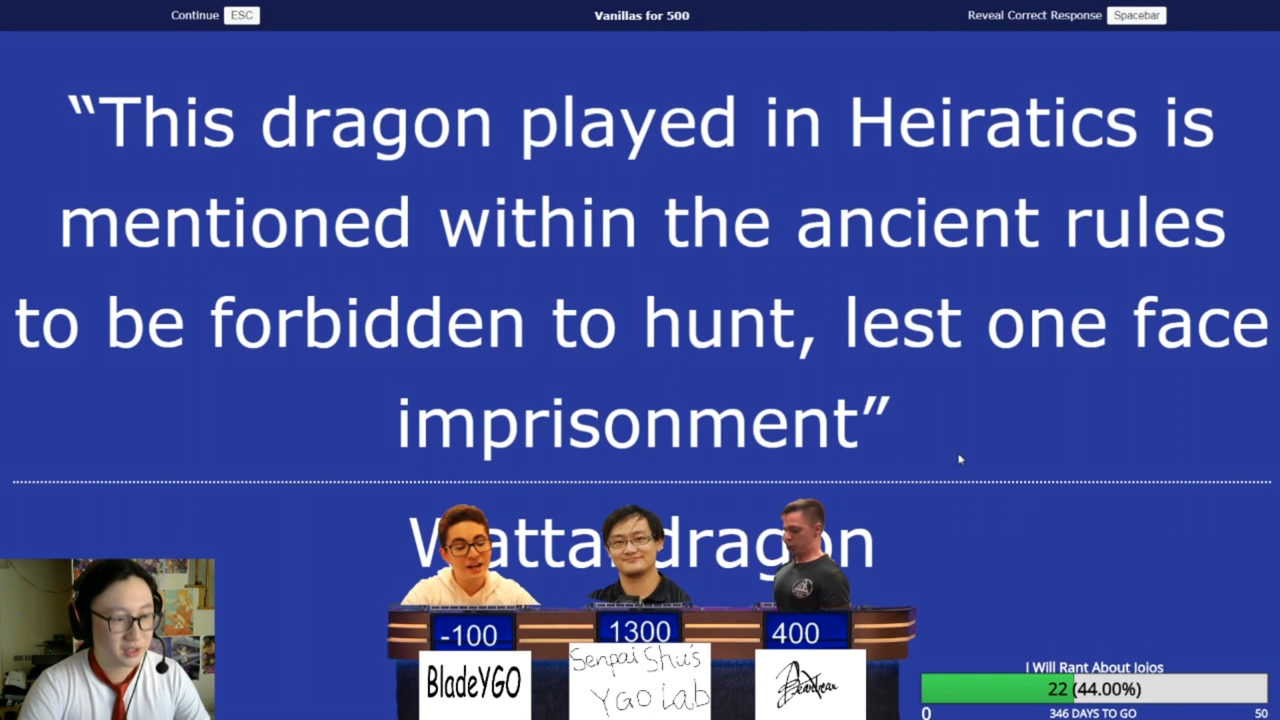 Continue ESC
Vanillas for 500
Reveal Correct Response Spacebar
“This dragon played in Heiratics is
mentioned within the ancient rules
to be forbidden to hunt, lest one face
imprisonment”
-100
1300
400
BladeYGO
Senpai Shu's
YGO Lab
I Will Rant About Jojos
22 (44.00%)
0
346 DAYS TO GO
50